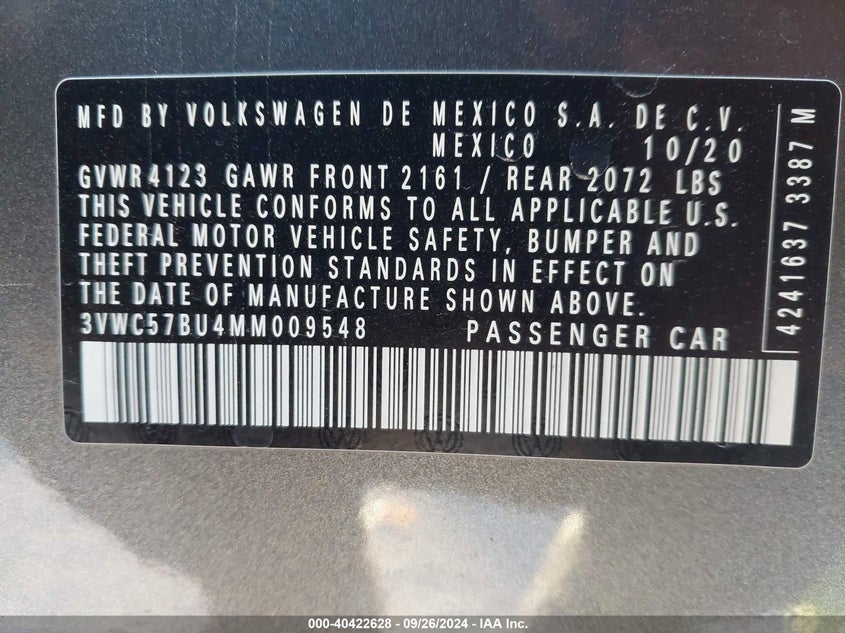 MFD BY VOLKSWAGEN DE MEXICO S.A. DE C.V.
MEXICO 10/20
GVWR 4123 GAWR FRONT 2161 / REAR 2072 LBS
THIS VEHICLE CONFORMS TO ALL APPLICABLE U.S.
FEDERAL MOTOR VEHICLE SAFETY, BUMPER AND
THEFT PREVENTION STANDARDS IN EFFECT ON
THE DATE OF MANUFACTURE SHOWN ABOVE.
3VWC57BU4MM009548 PASSENGER CAR
4241637 3387 M
000-40422628 - 09/26/2024 - IAA Inc.